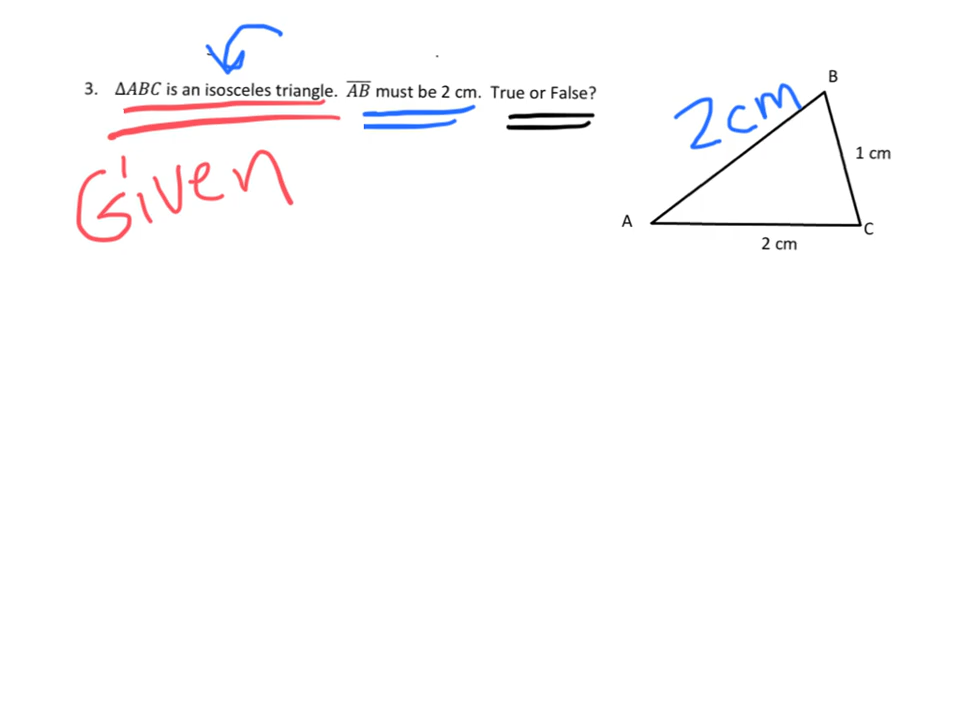 3. ΔABC is an isosceles triangle. A̅B̅ must be 2 cm. True or False?
B
2cm
1 cm
Given
A
C
2 cm